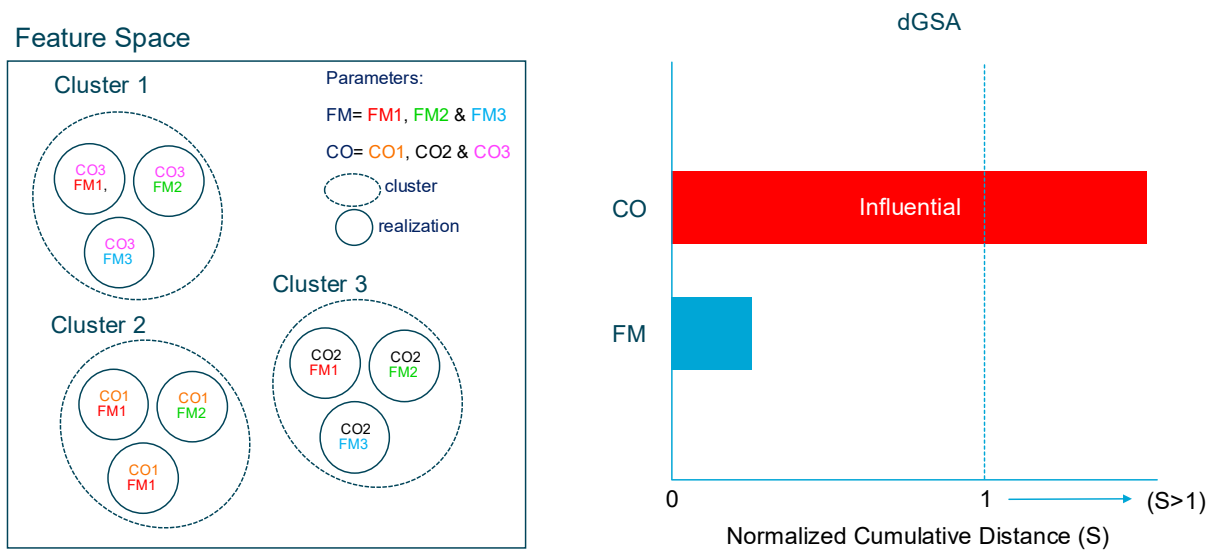 Feature Space
Cluster 1
CO3
FM1,
CO3
FM2
CO3
FM3
Parameters:
FM= FM1, FM2 & FM3
CO= CO1, CO2 & CO3
cluster
realization
Cluster 2
CO1
FM1
CO1
FM2
CO1
FM1
Cluster 3
CO2
FM1
CO2
FM2
CO2
FM3
dGSA
CO
Influential
FM
0
1
(S>1)
Normalized Cumulative Distance (S)